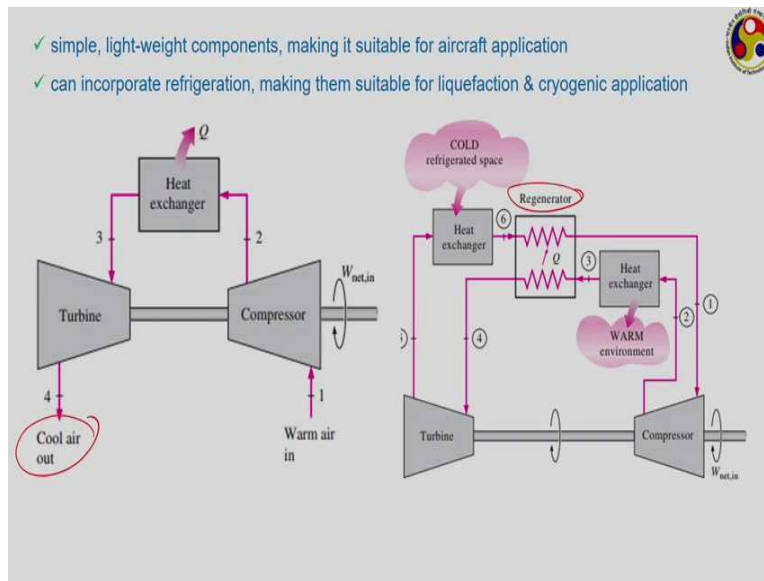 ✓ simple, light-weight components, making it suitable for aircraft application
✓ can incorporate refrigeration, making them suitable for liquefaction & cryogenic application
Q
Heat
exchanger
3
2
Turbine
Compressor
W net,in
4
1
Cool air
out
Warm air
in
COLD
refrigerated space
Regenerator
6
Heat
exchanger
Q
3
Heat
exchanger
1
2
WARM
environment
4
Turbine
Compressor
W net,in